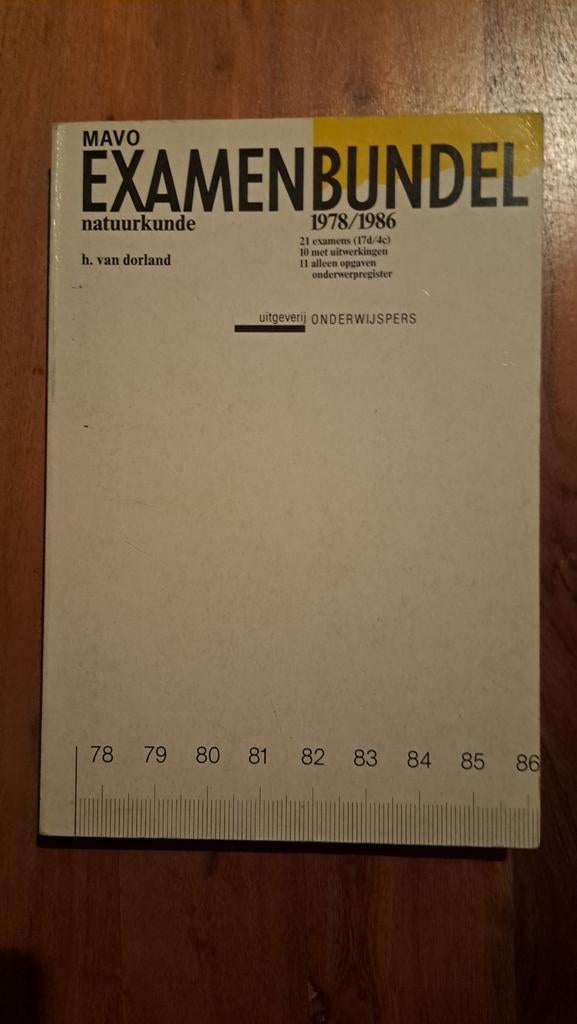 MAVO
EXAMENBUNDEL
natuurkunde 1978/1986
21 examens (17d/4c)
h. van dorland 10 met uitwerkingen
11 alleen opgaven
onderwerpregister
uitgeverij ONDERWIJSPERS
78 79 80 81 82 83 84 85 86